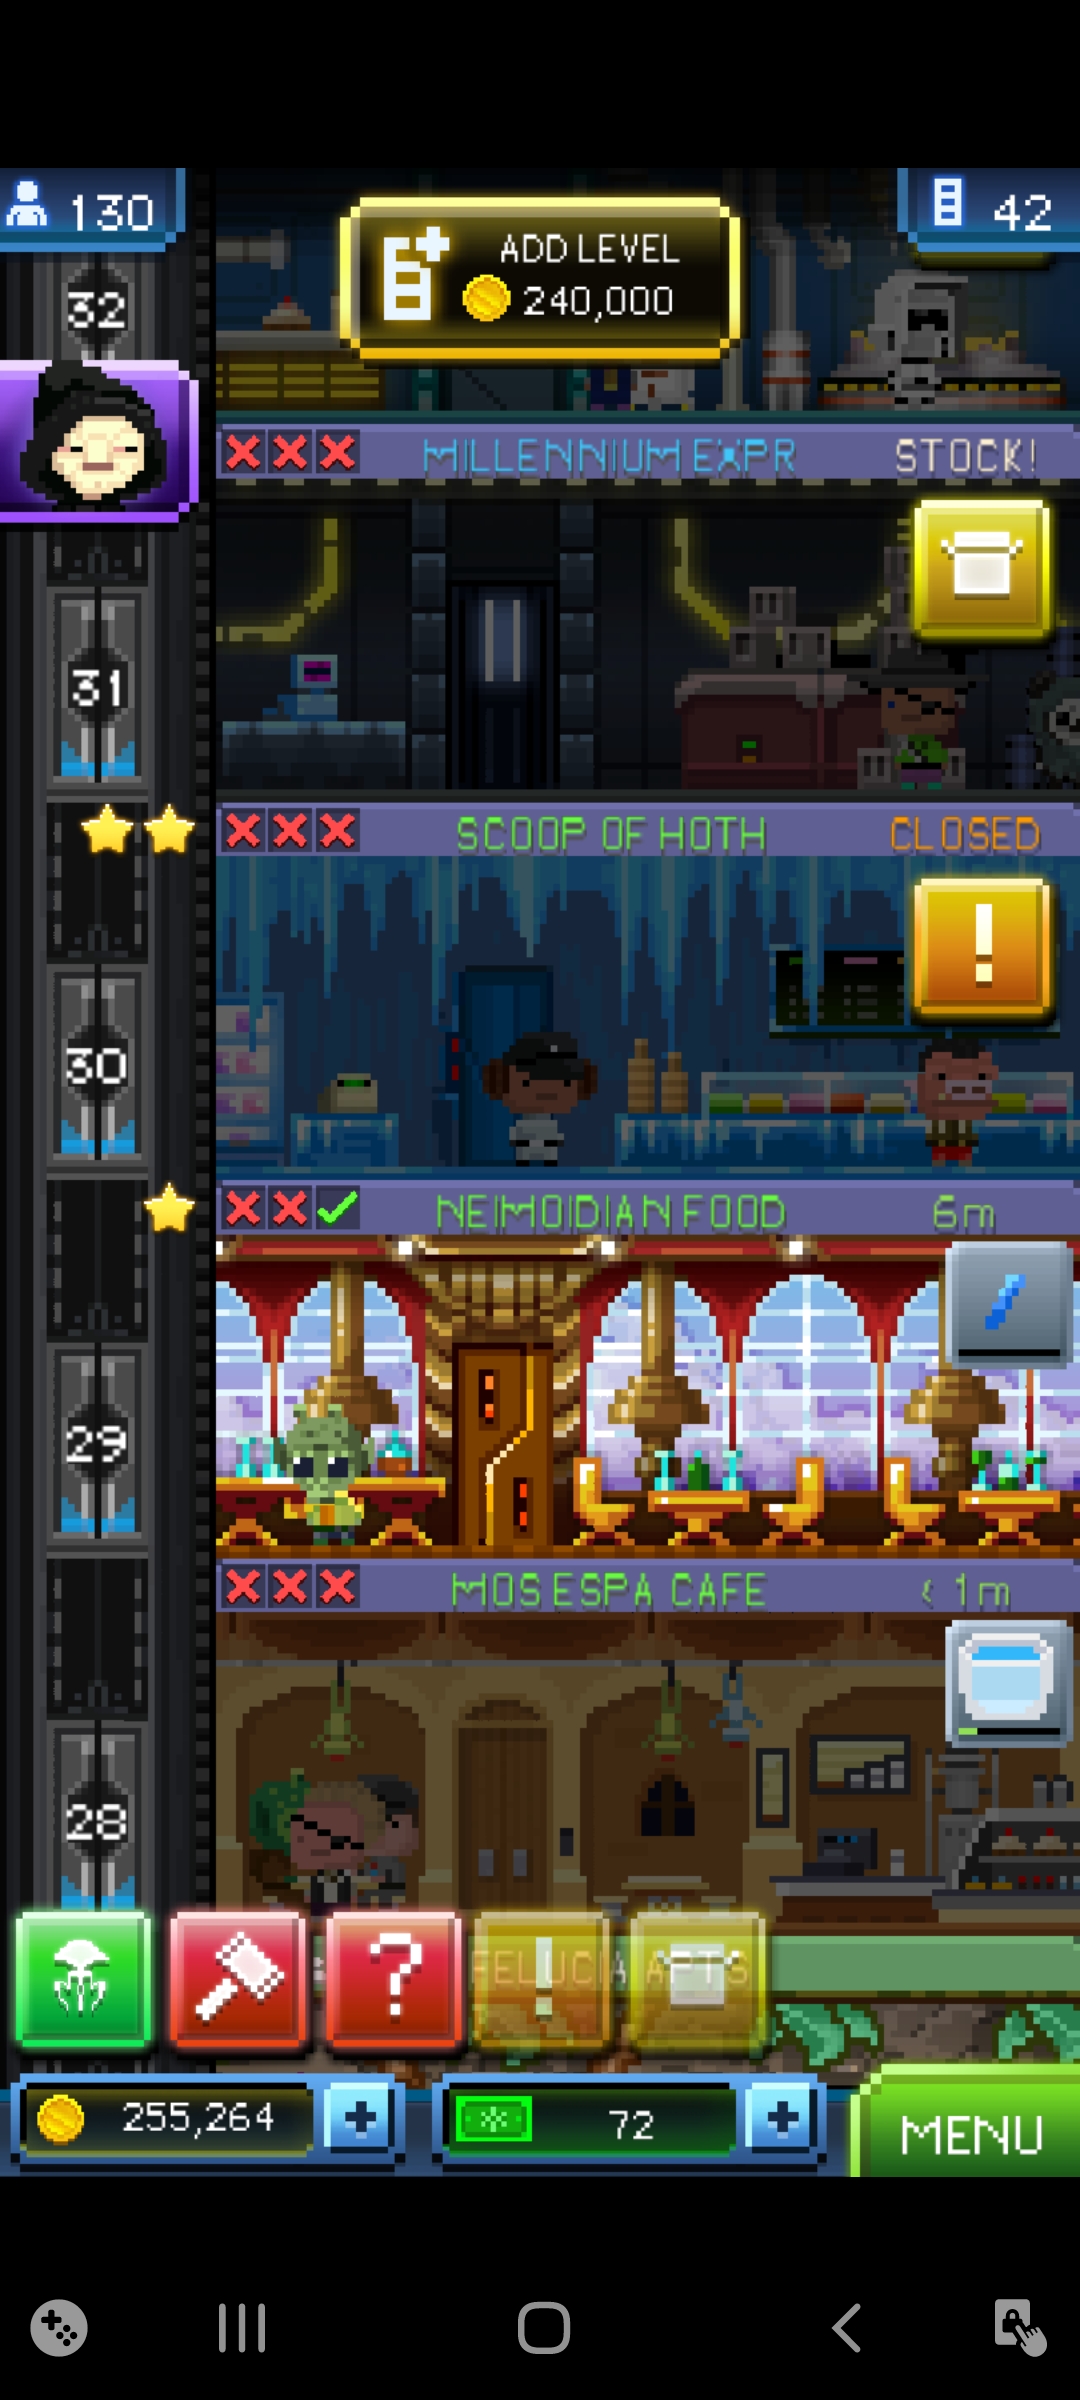 130
ADD LEVEL
240,000
42
32
MILLENNIUM EXPR
STOCK!
31
SCOOP OF HOTH
CLOSED
!
30
NEIMOIDIAN FOOD
6m
29
MOS ESPA CAFE
< 1m
28
?
!
FELUCIA APTS
255,264
+
72
+
MENU